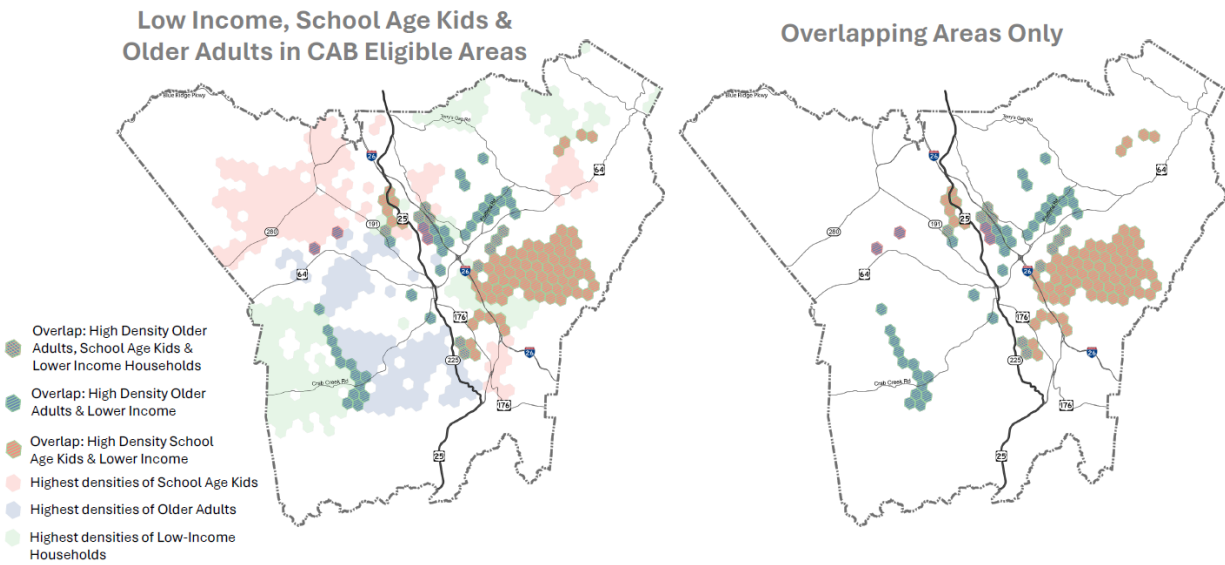 Low Income, School Age Kids &
Older Adults in CAB Eligible Areas
Blue Ridge Pkwy
Terry's Gap Rd
26
64
280
191
25
64
26
176
225
26
Crab Creek Rd
176
25
Overlap: High Density Older
Adults, School Age Kids &
Lower Income Households
Overlap: High Density Older
Adults & Lower Income
Overlap: High Density School
Age Kids & Lower Income
Highest densities of School Age Kids
Highest densities of Older Adults
Highest densities of Low-Income
Households
Overlapping Areas Only
Blue Ridge Pkwy
Terry's Gap Rd
26
64
280
191
25
64
26
176
225
26
Crab Creek Rd
176
25